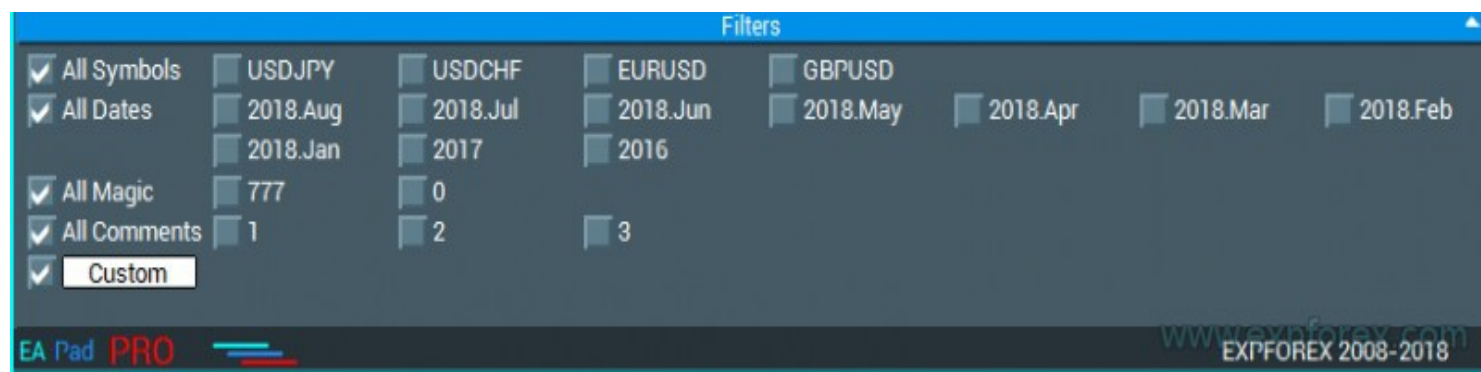 Filters
All Symbols USDJPY USDCHF EURUSD GBPUSD
All Dates 2018.Aug 2018.Jul 2018.Jun 2018.May 2018.Apr 2018.Mar 2018.Feb
2018.Jan 2017 2016
All Magic 777 0
All Comments 1 2 3
Custom
www.expforex.com
EA Pad PRO EXPFOREX 2008-2018